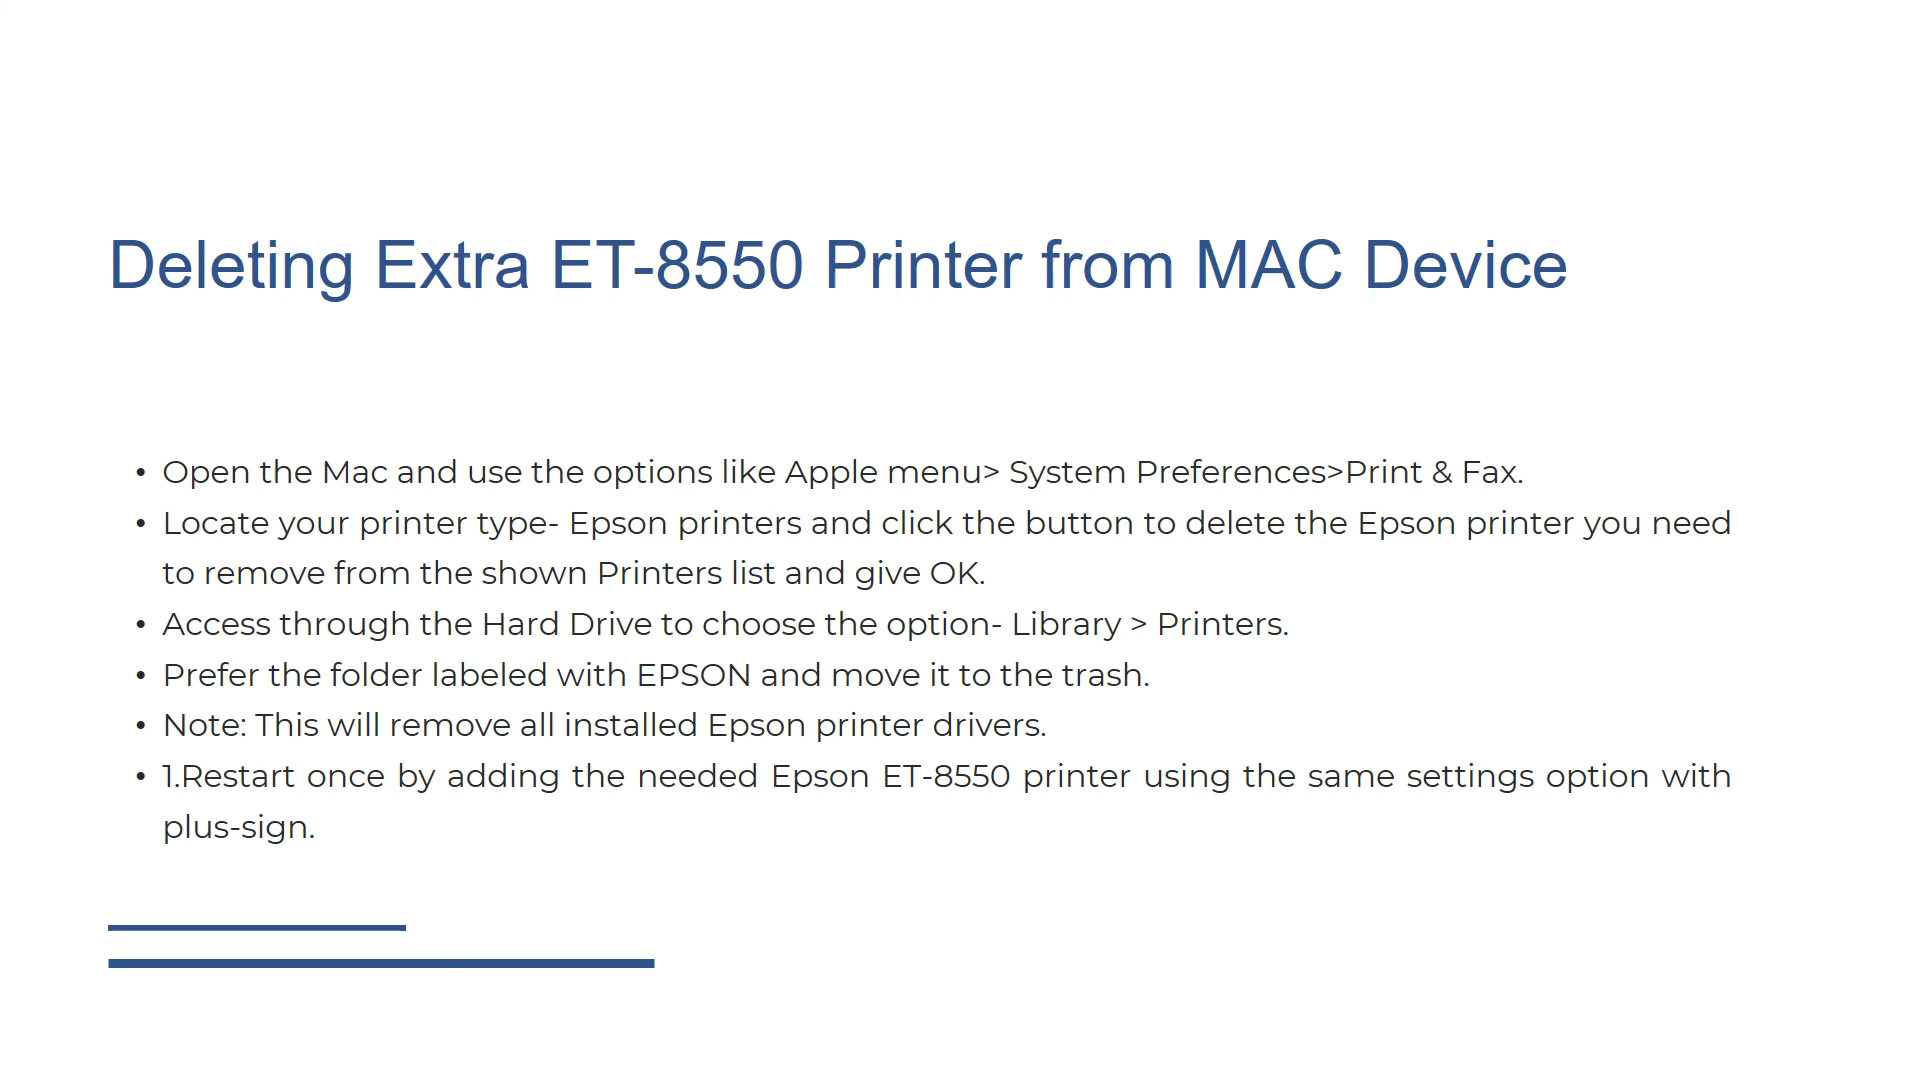 Deleting Extra ET-8550 Printer from MAC Device
• Open the Mac and use the options like Apple menu> System Preferences>Print & Fax.
• Locate your printer type- Epson printers and click the button to delete the Epson printer you need
to remove from the shown Printers list and give OK.
• Access through the Hard Drive to choose the option- Library > Printers.
• Prefer the folder labeled with EPSON and move it to the trash.
• Note: This will remove all installed Epson printer drivers.
• 1.Restart once by adding the needed Epson ET-8550 printer using the same settings option with
plus-sign.